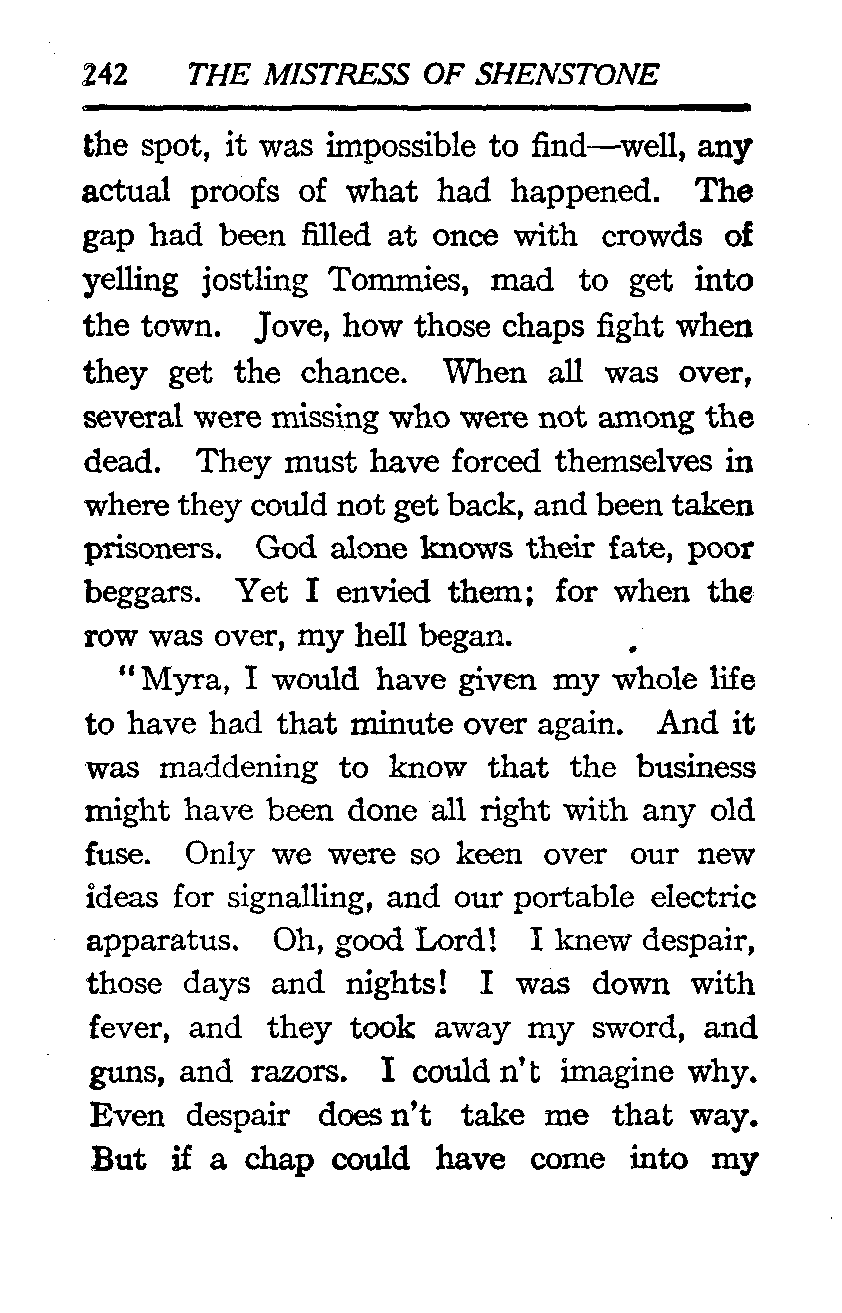 242 THE MISTRESS OF SHENSTONE
the spot, it was impossible to find—well, any
actual proofs of what had happened. The
gap had been filled at once with crowds of
yelling jostling Tommies, mad to get into
the town. Jove, how those chaps fight when
they get the chance. When all was over,
several were missing who were not among the
dead. They must have forced themselves in
where they could not get back, and been taken
prisoners. God alone knows their fate, poor
beggars. Yet I envied them; for when the
row was over, my hell began.
"Myra, I would have given my whole life
to have had that minute over again. And it
was maddening to know that the business
might have been done all right with any old
fuse. Only we were so keen over our new
ideas for signalling, and our portable electric
apparatus. Oh, good Lord! I knew despair,
those days and nights! I was down with
fever, and they took away my sword, and
guns, and razors. I could n't imagine why.
Even despair does n't take me that way.
But if a chap could have come into my